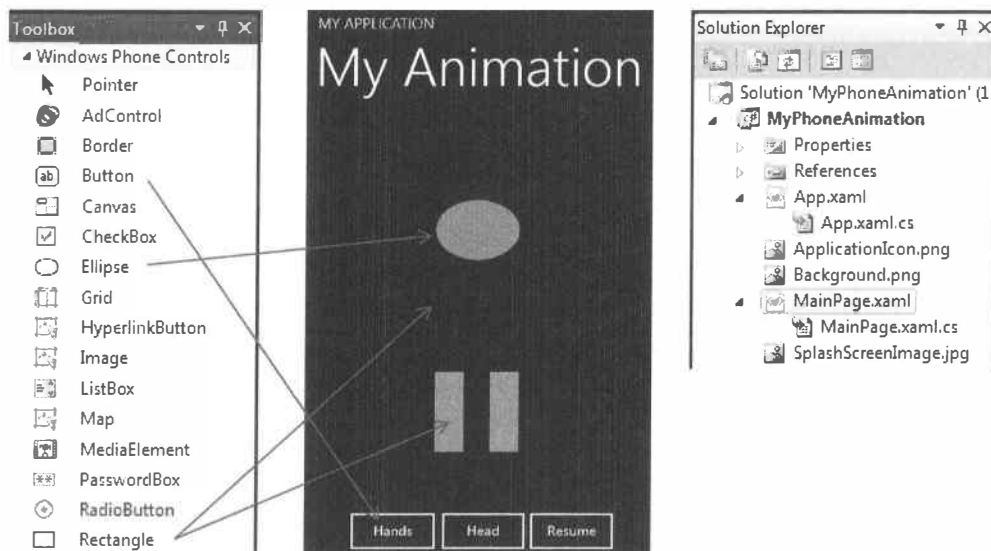 Toolbox
Windows Phone Controls
Pointer
AdControl
Border
Button
Canvas
CheckBox
Ellipse
Grid
HyperlinkButton
Image
ListBox
Map
MediaElement
PasswordBox
RadioButton
Rectangle
MY APPLICATION
My Animation
Hands
Head
Resume
Solution Explorer
Solution 'MyPhoneAnimation' (1
MyPhoneAnimation
Properties
References
App.xaml
App.xaml.cs
ApplicationIcon.png
Background.png
MainPage.xaml
MainPage.xaml.cs
SplashScreenImage.jpg